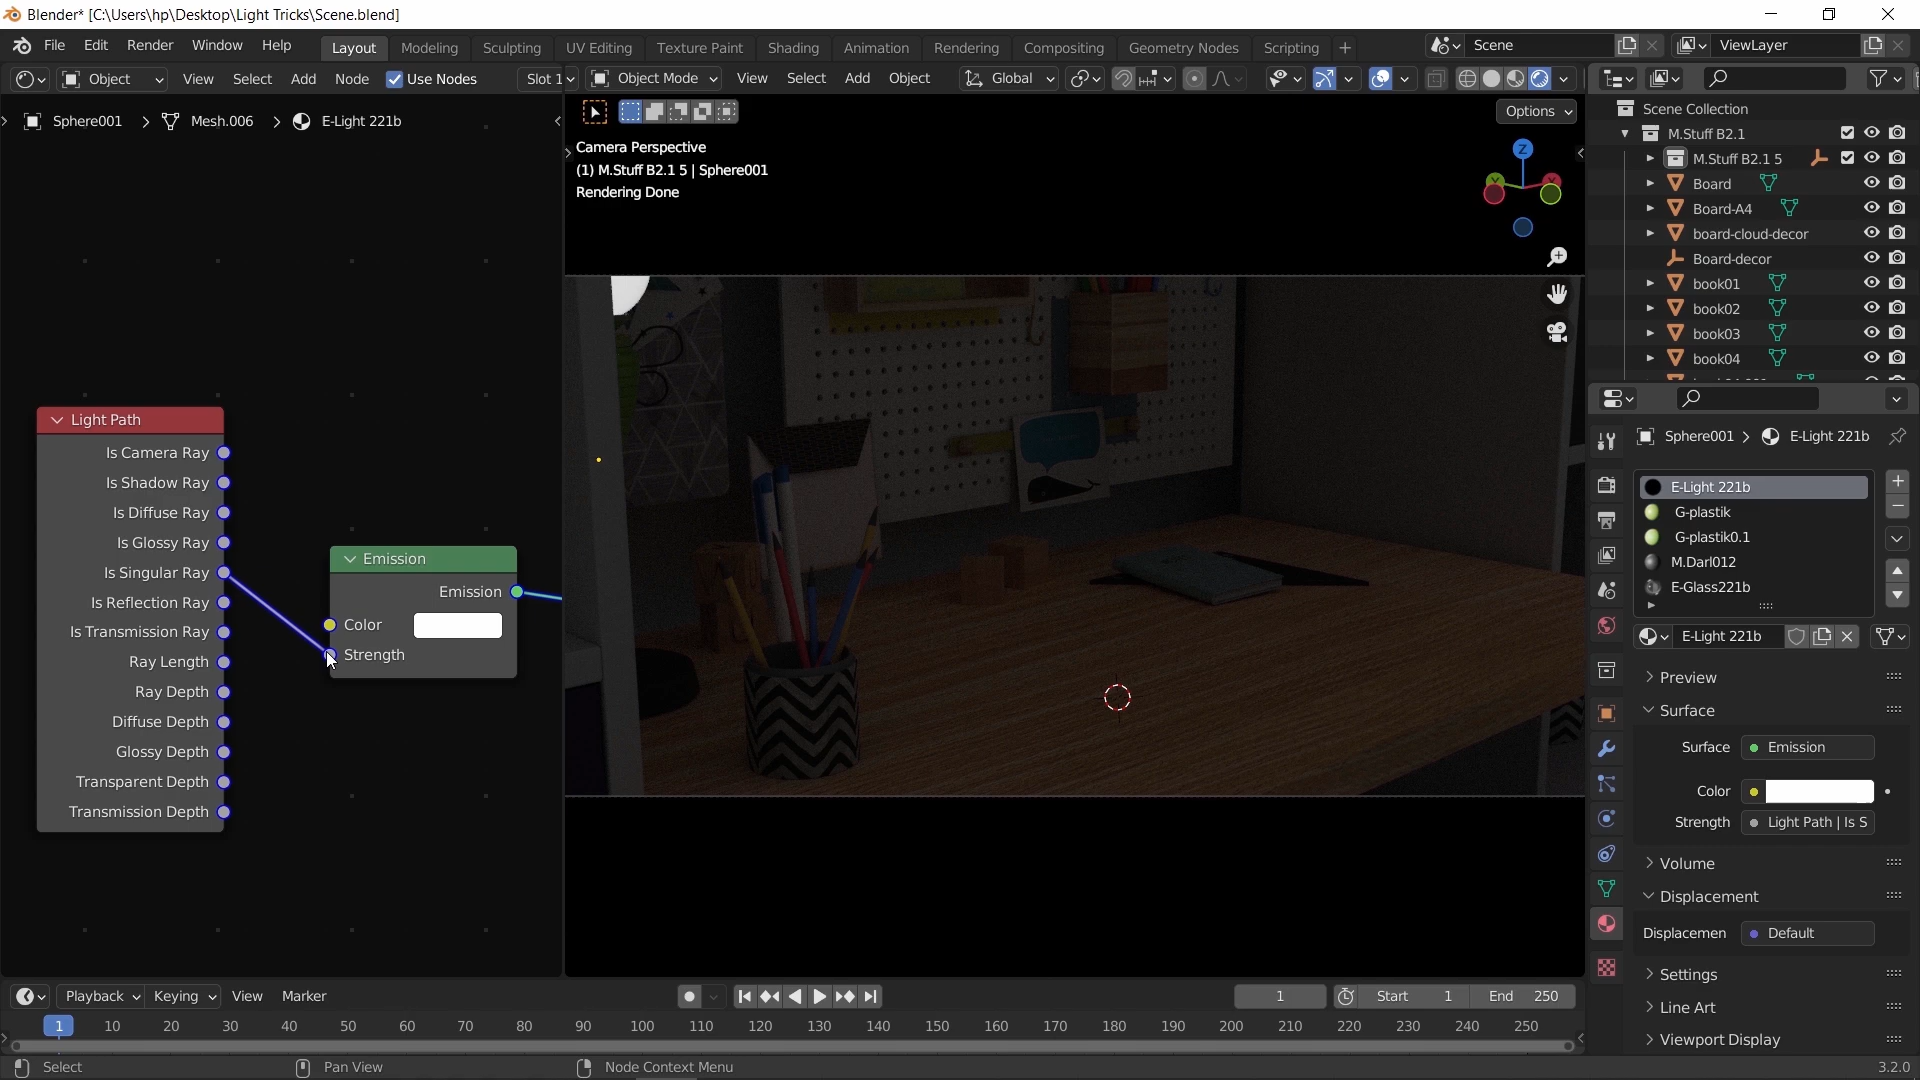 Blender* [C:\Users\hp\Desktop\Light Tricks\Scene.blend]
File Edit Render Window Help Layout Modeling Sculpting UV Editing Texture Paint Shading Animation Rendering Compositing Geometry Nodes Scripting + Scene ViewLayer
Object View Select Add Node Use Nodes Slot 1 Object Mode View Select Add Object Global
Sphere001 > Mesh.006 > E-Light 221b
Options
Camera Perspective
(1) M.Stuff B2.1 5 | Sphere001
Rendering Done
Z
Y
X
Light Path
Is Camera Ray
Is Shadow Ray
Is Diffuse Ray
Is Glossy Ray
Is Singular Ray
Is Reflection Ray
Is Transmission Ray
Ray Length
Ray Depth
Diffuse Depth
Glossy Depth
Transparent Depth
Transmission Depth
Emission
Emission
Color
Strength
Scene Collection
M.Stuff B2.1
M.Stuff B2.1 5
Board
Board-A4
board-cloud-decor
Board-decor
book01
book02
book03
book04
Sphere001 > E-Light 221b
E-Light 221b
G-plastik
G-plastik0.1
M.Darl012
E-Glass221b
E-Light 221b
Preview
Surface
Surface Emission
Color
Strength Light Path | Is S
Volume
Displacement
Displacemen Default
Settings
Line Art
Viewport Display
Playback Keying View Marker 1 Start 1 End 250
1 10 20 30 40 50 60 70 80 90 100 110 120 130 140 150 160 170 180 190 200 210 220 230 240 250
Select Pan View Node Context Menu 3.2.0